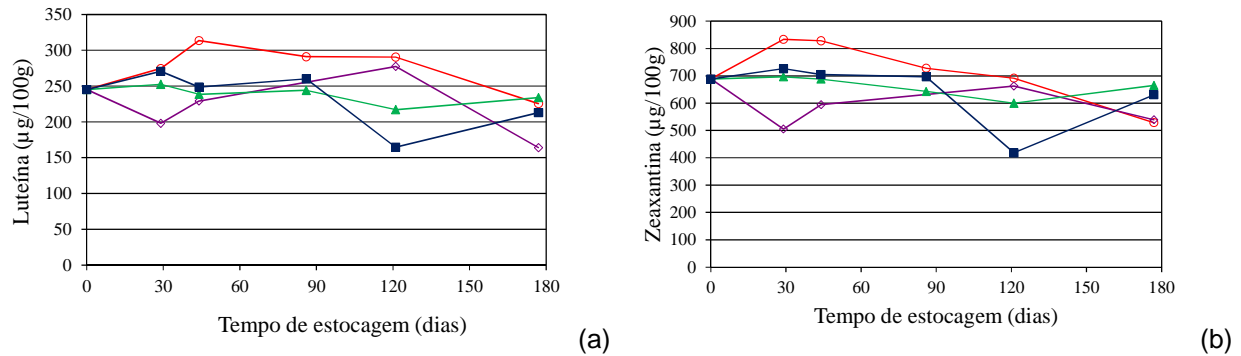 350
300
250
200
150
100
50
0
Luteína (µg/100g)
0 30 60 90 120 150 180
Tempo de estocagem (dias)
(a)
900
800
700
600
500
400
300
200
100
0
Zeaxantina (µg/100g)
0 30 60 90 120 150 180
Tempo de estocagem (dias)
(b)